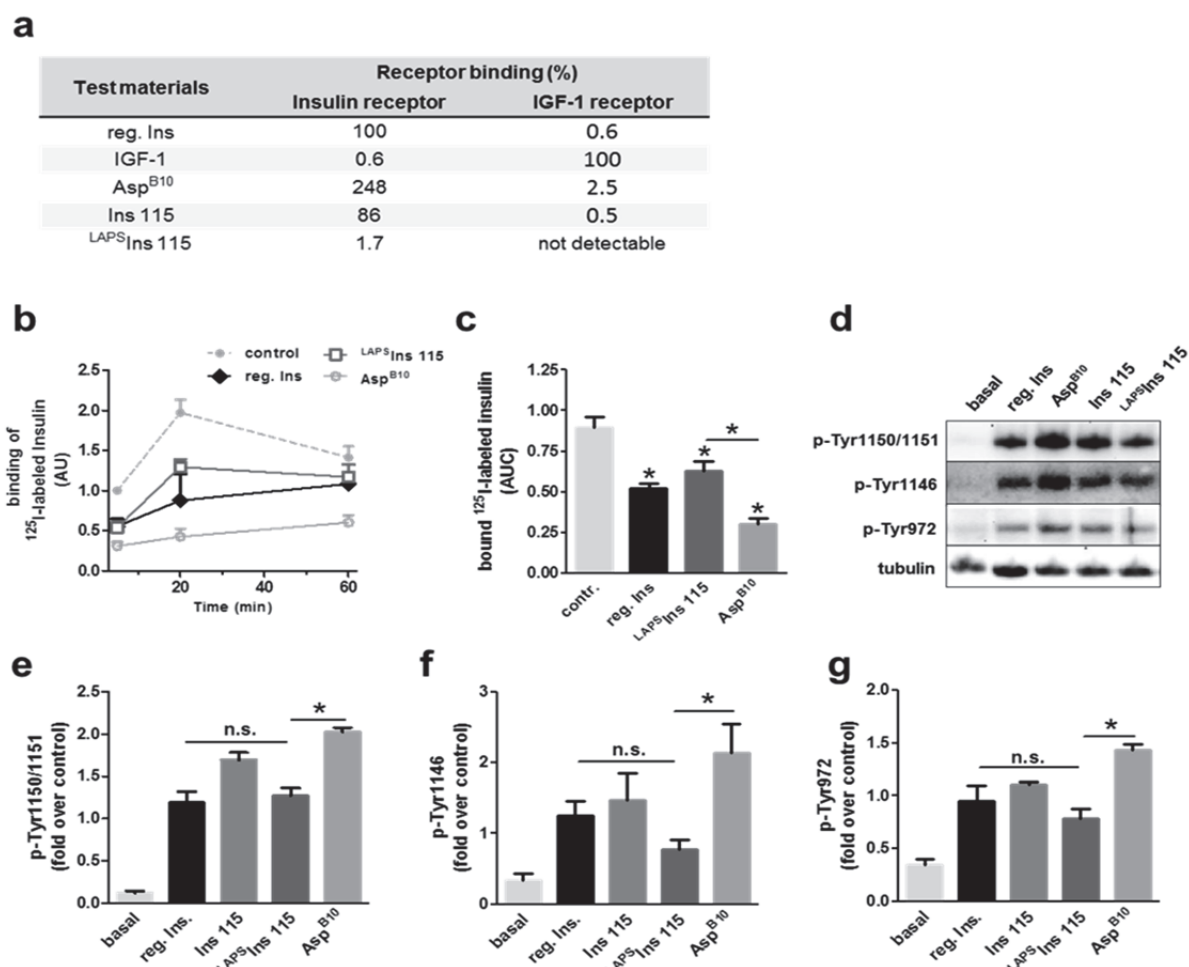 a
Test materials
Receptor binding (%)
Insulin receptor
IGF-1 receptor
reg. Ins 100 0.6
IGF-1 0.6 100
AspB10 248 2.5
Ins 115 86 0.5
LAPSIns 115 1.7 not detectable
b
control
LAPSIns 115
reg. Ins
AspB10
binding of
125I-labeled Insulin
(AU)
2.5
2.0
1.5
1.0
0.5
0.0
20 40 60
Time (min)
c
bound 125I-labeled insulin
(AUC)
1.25
1.00
0.75
0.50
0.25
0.00
*
*
*
*
contr.
reg. Ins
LAPSIns 115
AspB10
d
basal
reg. Ins
AspB10
Ins 115
LAPSIns 115
p-Tyr1150/1151
p-Tyr1146
p-Tyr972
tubulin
e
p-Tyr1150/1151
(fold over control)
2.5
2.0
1.5
1.0
0.5
0.0
n.s.
*
basal
reg. Ins.
Ins 115
LAPSIns 115
AspB10
f
p-Tyr1146
(fold over control)
3
2
1
0
n.s.
*
basal
reg. Ins.
Ins 115
APSIns 115
AspB10
g
p-Tyr972
(fold over control)
2.0
1.5
1.0
0.5
0.0
n.s.
*
basal
reg. Ins.
Ins 115
APSIns 115
AspB10